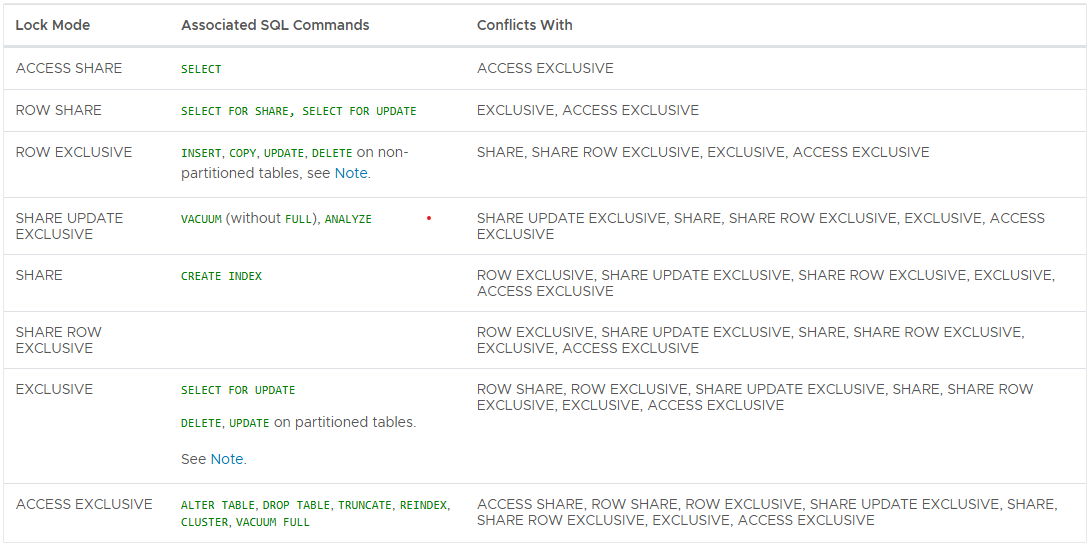 Lock Mode Associated SQL Commands Conflicts With
ACCESS SHARE SELECT ACCESS EXCLUSIVE
ROW SHARE SELECT FOR SHARE, SELECT FOR UPDATE EXCLUSIVE, ACCESS EXCLUSIVE
ROW EXCLUSIVE INSERT, COPY, UPDATE, DELETE on non-
partitioned tables, see Note.
SHARE, SHARE ROW EXCLUSIVE, EXCLUSIVE, ACCESS EXCLUSIVE
SHARE UPDATE
EXCLUSIVE
VACUUM (without FULL), ANALYZE
SHARE UPDATE EXCLUSIVE, SHARE, SHARE ROW EXCLUSIVE, EXCLUSIVE, ACCESS
EXCLUSIVE
SHARE CREATE INDEX
ROW EXCLUSIVE, SHARE UPDATE EXCLUSIVE, SHARE ROW EXCLUSIVE, EXCLUSIVE,
ACCESS EXCLUSIVE
SHARE ROW
EXCLUSIVE
ROW EXCLUSIVE, SHARE UPDATE EXCLUSIVE, SHARE, SHARE ROW EXCLUSIVE,
EXCLUSIVE, ACCESS EXCLUSIVE
EXCLUSIVE
SELECT FOR UPDATE
DELETE, UPDATE on partitioned tables.
See Note.
ROW SHARE, ROW EXCLUSIVE, SHARE UPDATE EXCLUSIVE, SHARE, SHARE ROW
EXCLUSIVE, EXCLUSIVE, ACCESS EXCLUSIVE
ACCESS EXCLUSIVE
ALTER TABLE, DROP TABLE, TRUNCATE, REINDEX,
CLUSTER, VACUUM FULL
ACCESS SHARE, ROW SHARE, ROW EXCLUSIVE, SHARE UPDATE EXCLUSIVE, SHARE,
SHARE ROW EXCLUSIVE, EXCLUSIVE, ACCESS EXCLUSIVE